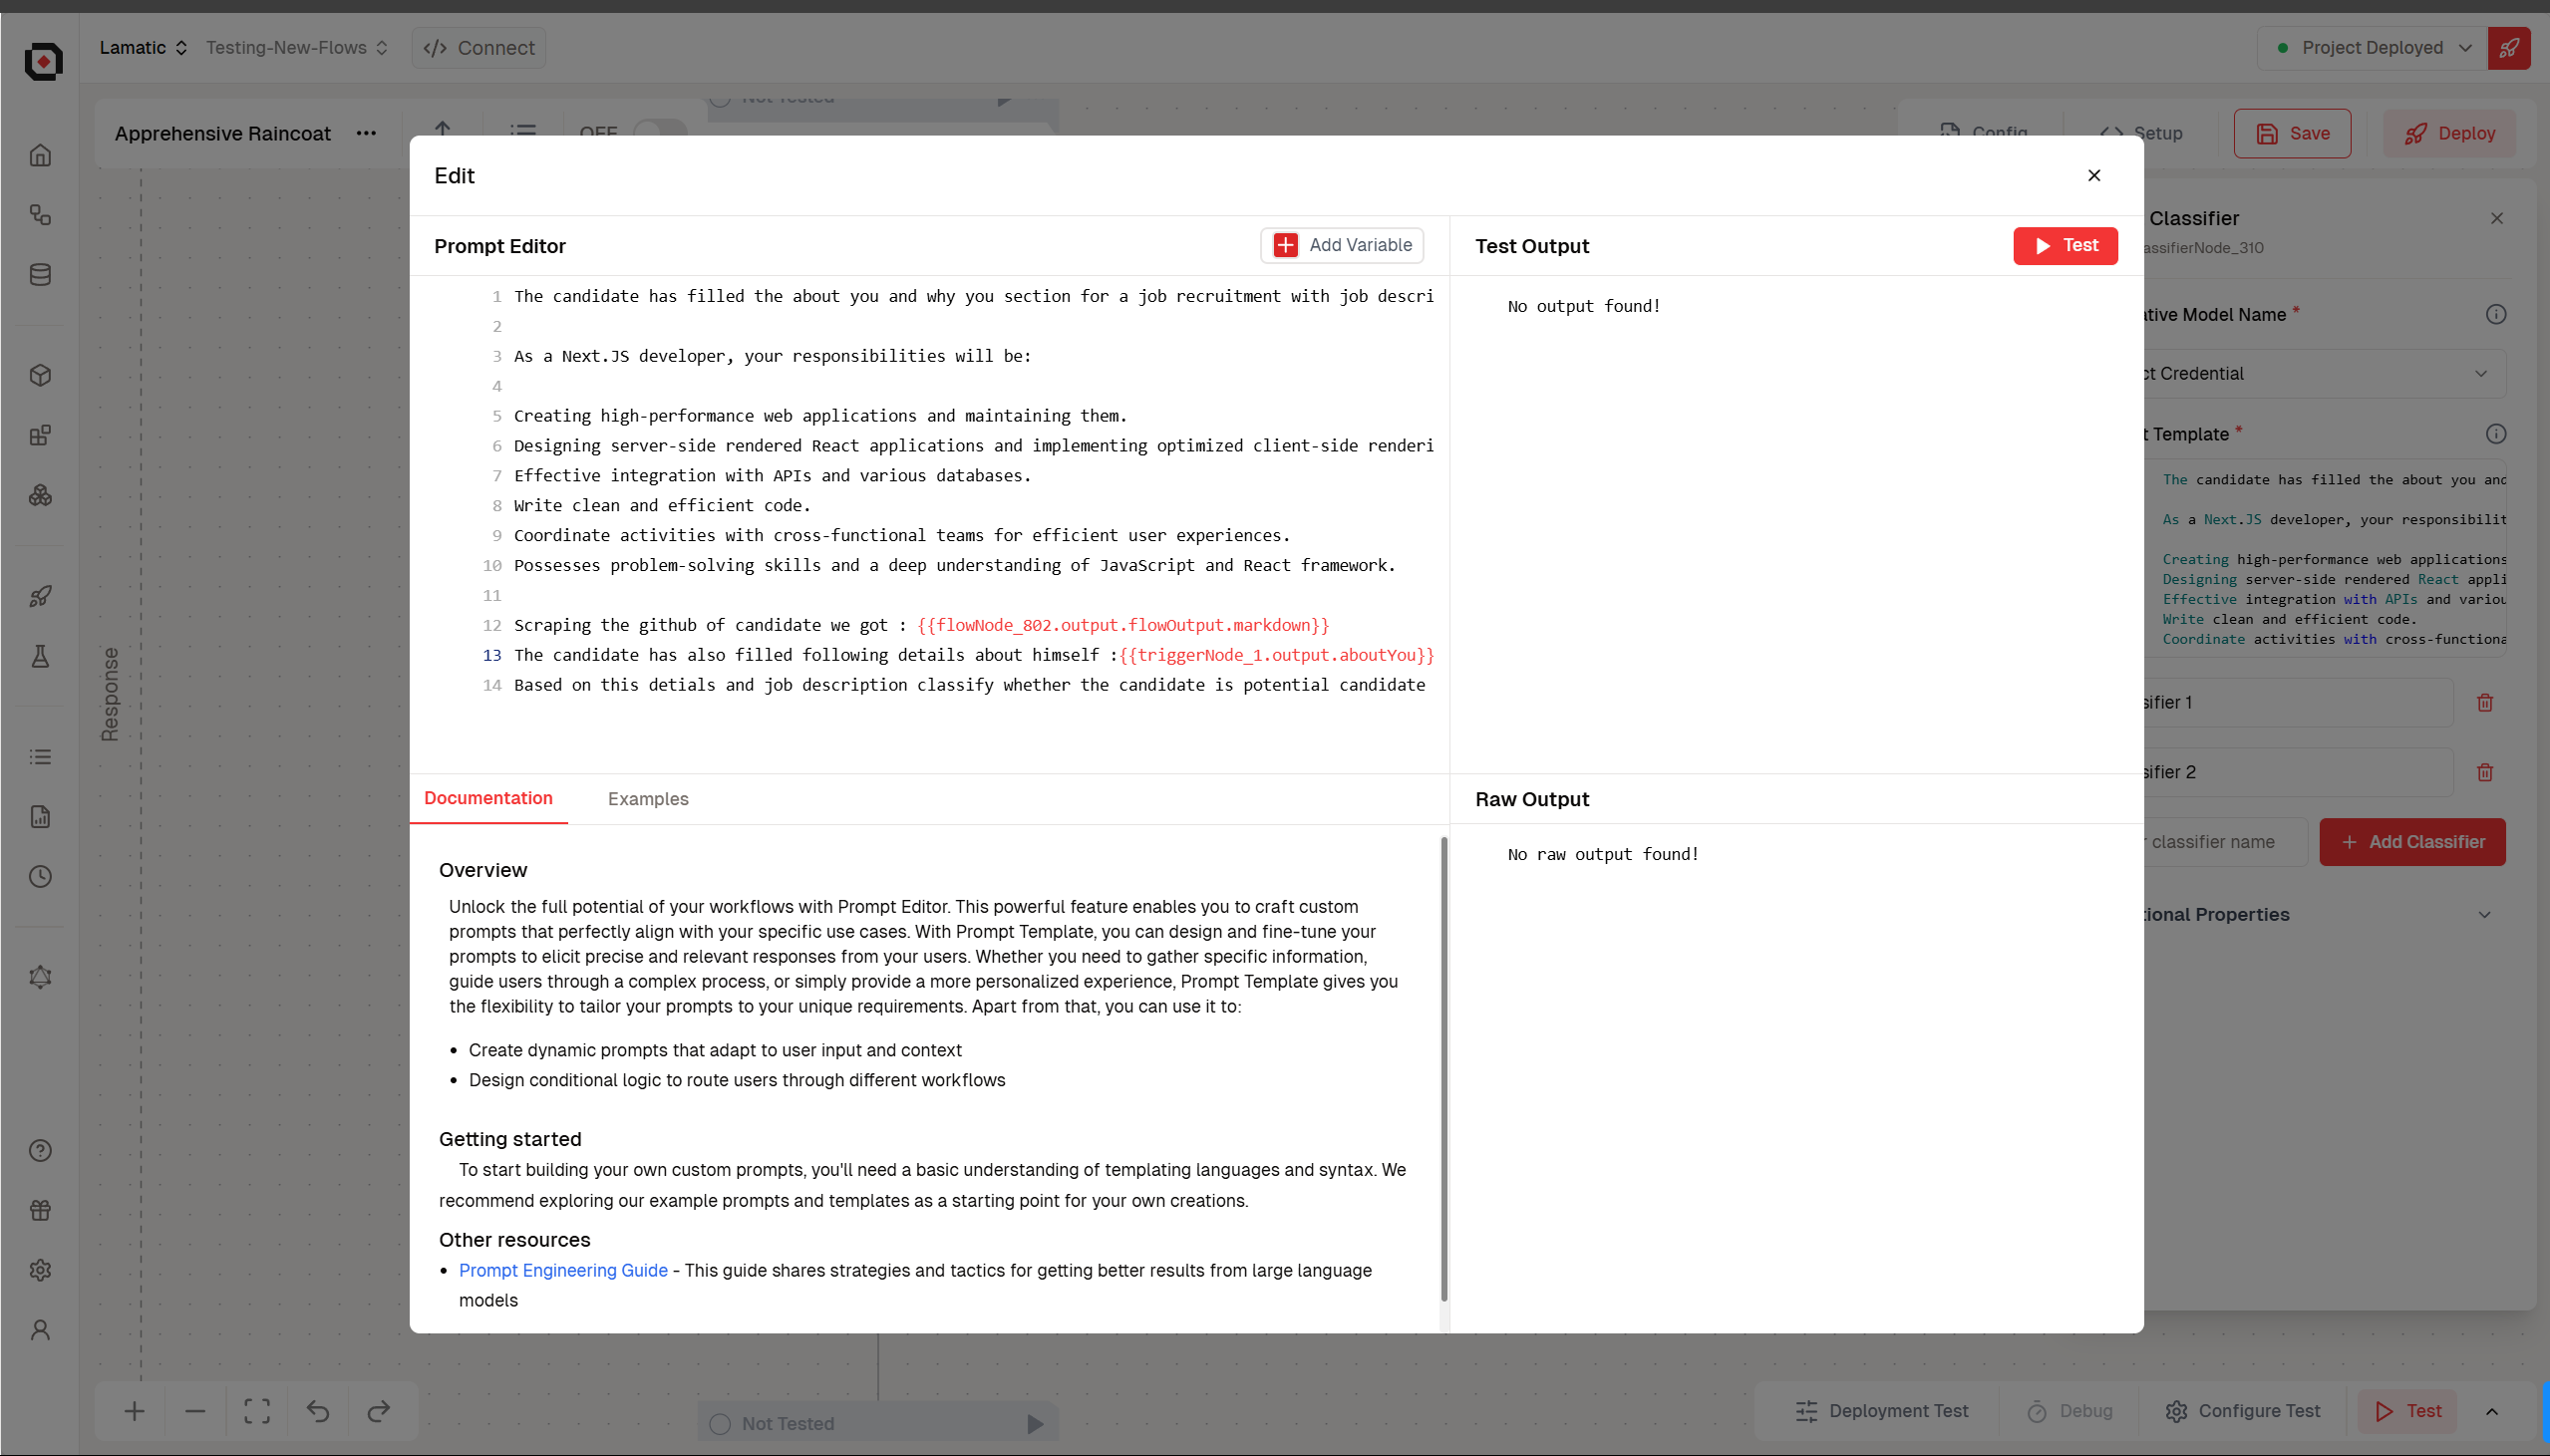 Lamatic
Testing-New-Flows
</> Connect
Project Deployed
Apprehensive Raincoat ...
OFF
Not Tested
Config
Setup
Save
Deploy
Response
Edit
Prompt Editor
Add Variable
1 The candidate has filled the about you and why you section for a job recruitment with job descri
2
3 As a Next.JS developer, your responsibilities will be:
4
5 Creating high-performance web applications and maintaining them.
6 Designing server-side rendered React applications and implementing optimized client-side renderi
7 Effective integration with APIs and various databases.
8 Write clean and efficient code.
9 Coordinate activities with cross-functional teams for efficient user experiences.
10 Possesses problem-solving skills and a deep understanding of JavaScript and React framework.
11
12 Scraping the github of candidate we got : {{flowNode_802.output.flowOutput.markdown}}
13 The candidate has also filled following details about himself :{{triggerNode_1.output.aboutYou}}
14 Based on this detials and job description classify whether the candidate is potential candidate
Test Output
Test
No output found!
Documentation
Examples
Overview
Unlock the full potential of your workflows with Prompt Editor. This powerful feature enables you to craft custom
prompts that perfectly align with your specific use cases. With Prompt Template, you can design and fine-tune your
prompts to elicit precise and relevant responses from your users. Whether you need to gather specific information,
guide users through a complex process, or simply provide a more personalized experience, Prompt Template gives you
the flexibility to tailor your prompts to your unique requirements. Apart from that, you can use it to:
• Create dynamic prompts that adapt to user input and context
• Design conditional logic to route users through different workflows
Getting started
To start building your own custom prompts, you'll need a basic understanding of templating languages and syntax. We
recommend exploring our example prompts and templates as a starting point for your own creations.
Other resources
• Prompt Engineering Guide - This guide shares strategies and tactics for getting better results from large language
models
Raw Output
No raw output found!
Classifier
assifierNode_310
ative Model Name *
ct Credential
t Template *
The candidate has filled the about you and
As a Next.JS developer, your responsibilit
Creating high-performance web applications
Designing server-side rendered React appli
Effective integration with APIs and variou
Write clean and efficient code.
Coordinate activities with cross-functiona
sifier 1
sifier 2
r classifier name
+ Add Classifier
tional Properties
Not Tested
Deployment Test
Debug
Configure Test
Test